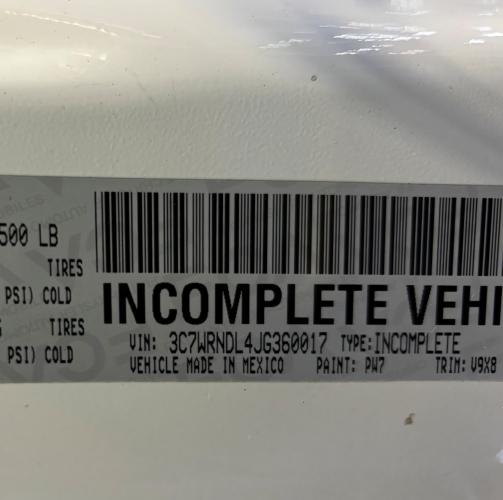 500 LB
TIRES
PSI) COLD
INCOMPLETE VEHI
TIRES
VIN: 3C7WRNDL4JG360017 TYPE: INCOMPLETE
PSI) COLD
VEHICLE MADE IN MEXICO PAINT: PW7 TRIM: V9X8